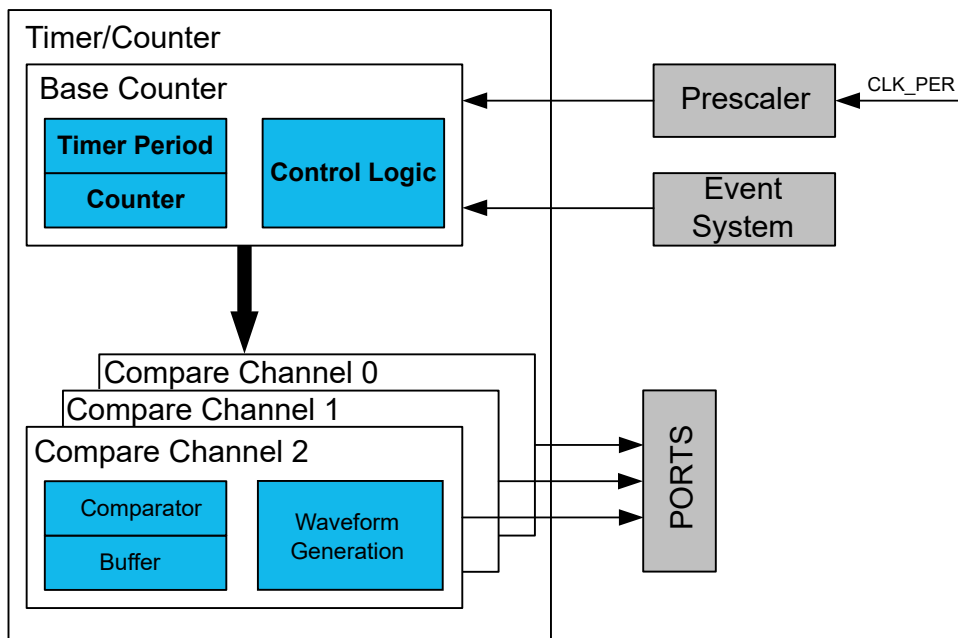 Timer/Counter
Base Counter
Timer Period
Counter
Control Logic
Prescaler
CLK_PER
Event
System
Compare Channel 0
Compare Channel 1
Compare Channel 2
Comparator
Buffer
Waveform
Generation
PORTS